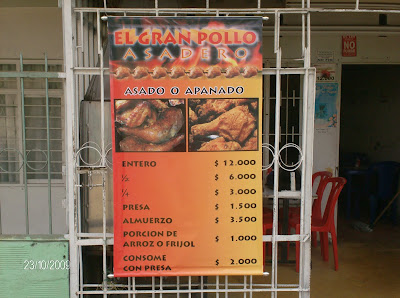 EL GRAN POLLO
ASADERO
ASADO O APANADO
ENTERO $ 12.000
½ $ 6.000
¼ $ 3.000
PRESA $ 1.500
ALMUERZO $ 3.500
PORCION DE
ARROZ O FRIJOL $ 1.000
CONSOME
CON PRESA $ 2.000
NO
23/10/2009